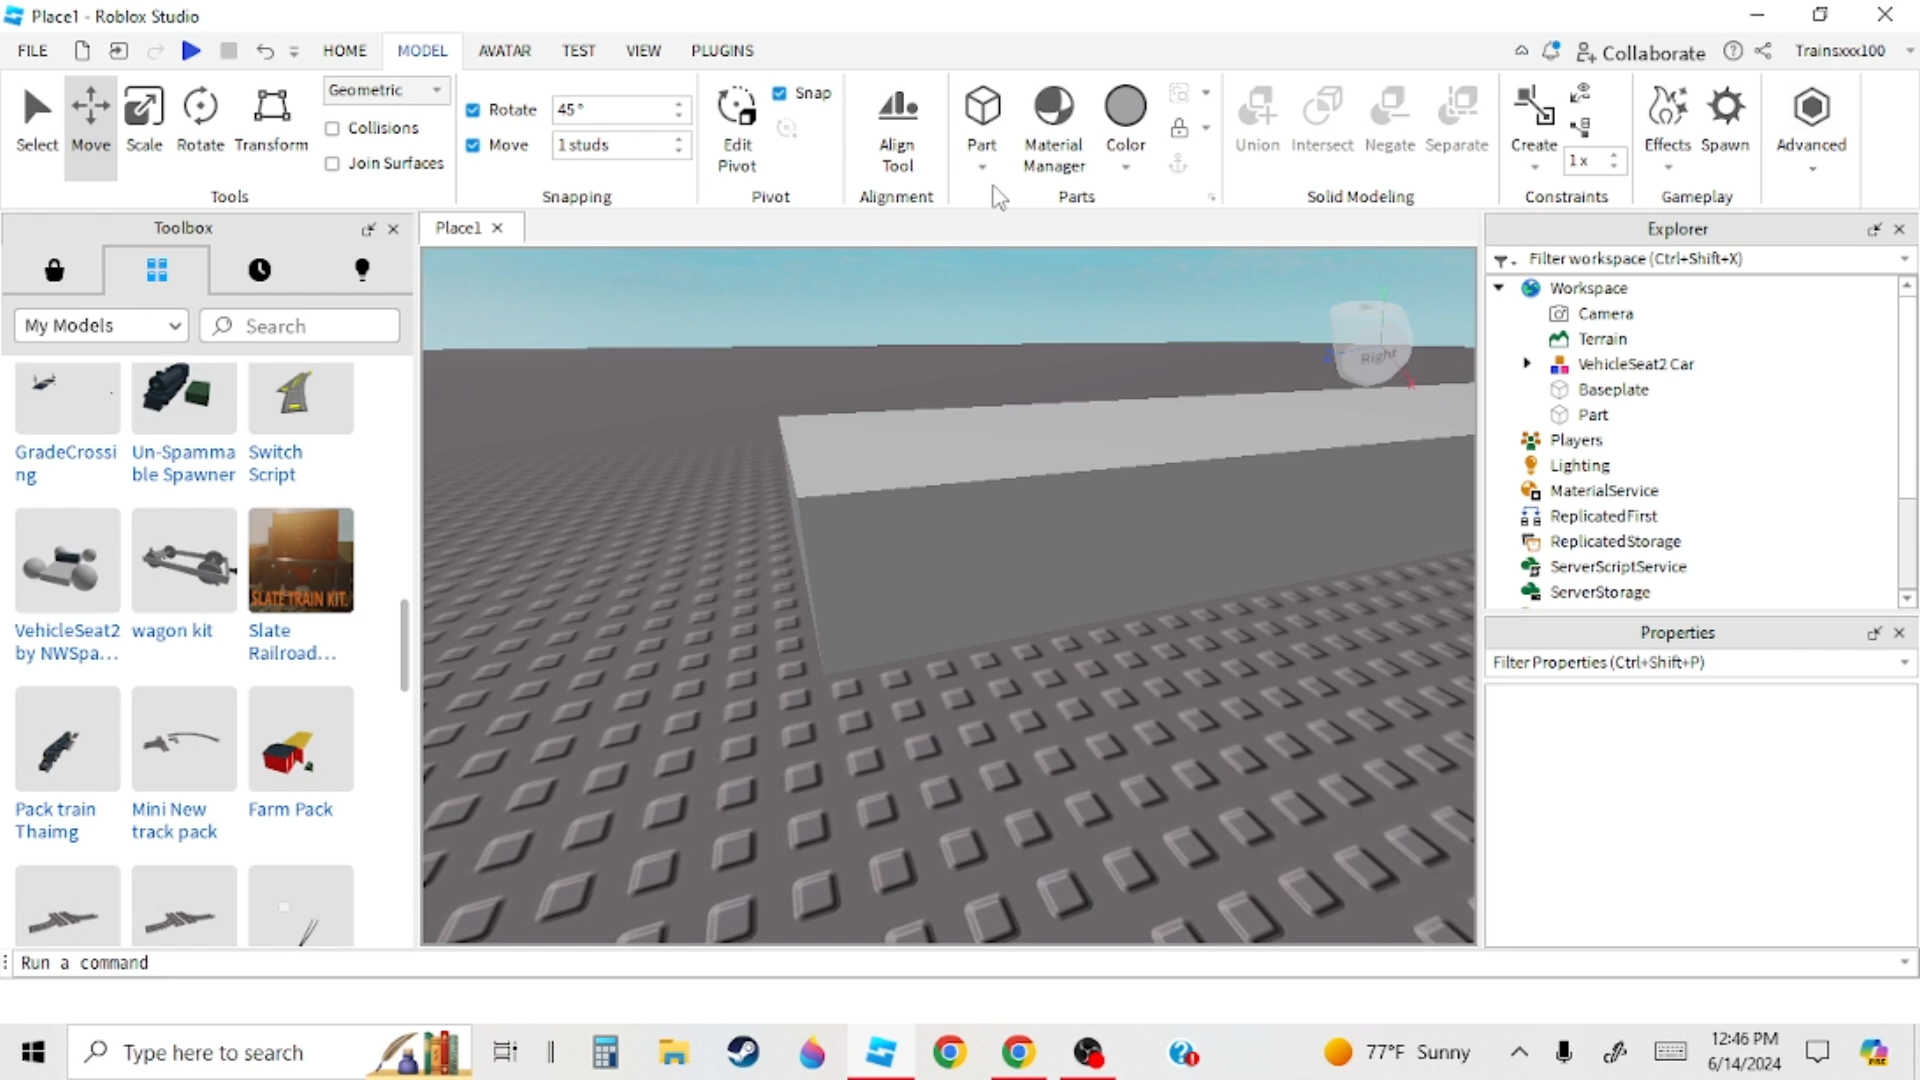 Place1 - Roblox Studio
FILE
HOME
MODEL
AVATAR
TEST
VIEW
PLUGINS
Collaborate
Trainsxxx100
Select
Move
Scale
Rotate
Transform
Geometric
Collisions
Join Surfaces
Tools
Rotate
45°
Move
1 studs
Snapping
Edit
Pivot
Snap
Pivot
Align
Tool
Alignment
Part
Material
Manager
Color
Parts
Union
Intersect
Negate
Separate
Solid Modeling
Create
1x
Constraints
Effects
Spawn
Gameplay
Advanced
Toolbox
My Models
Search
GradeCrossi
ng
Un-Spamma
ble Spawner
Switch
Script
SLATE TRAIN KIT.
VehicleSeat2
by NWSpa...
wagon kit
Slate
Railroad...
Pack train
Thaimg
Mini New
track pack
Farm Pack
Place1
Right
Explorer
Filter workspace (Ctrl+Shift+X)
Workspace
Camera
Terrain
VehicleSeat2 Car
Baseplate
Part
Players
Lighting
MaterialService
ReplicatedFirst
ReplicatedStorage
ServerScriptService
ServerStorage
Properties
Filter Properties (Ctrl+Shift+P)
Run a command
Type here to search
77°F Sunny
12:46 PM
6/14/2024